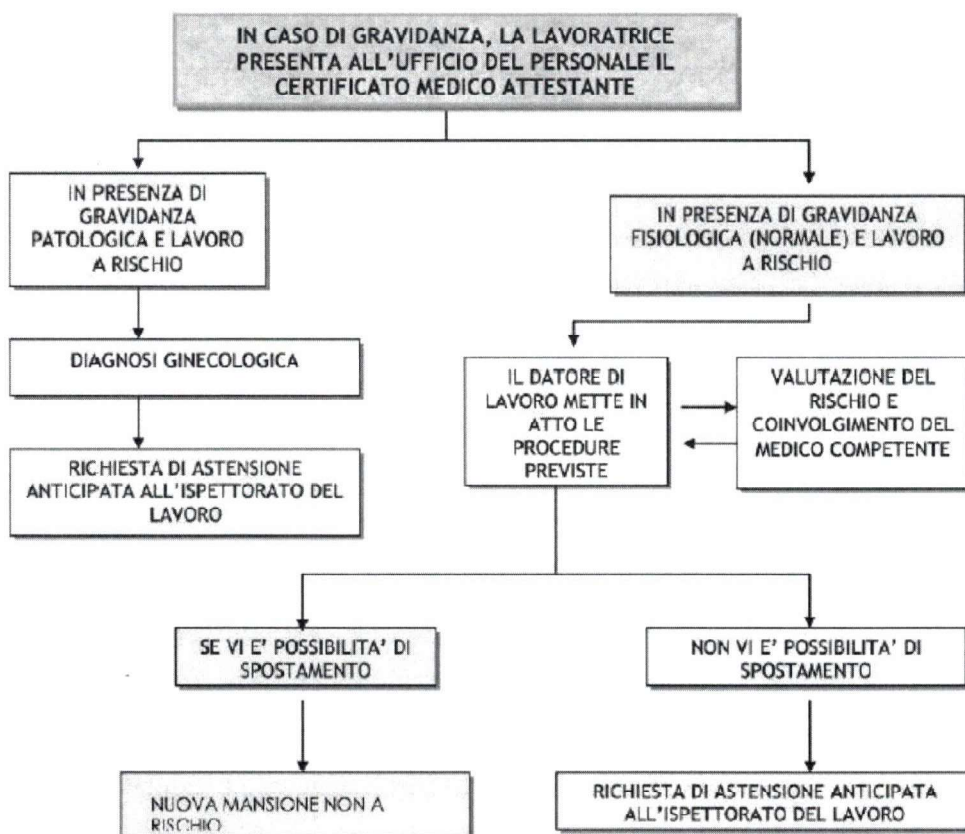 IN CASO DI GRAVIDANZA, LA LAVORATRICE
PRESENTA ALL'UFFICIO DEL PERSONALE IL
CERTIFICATO MEDICO ATTESTANTE
IN PRESENZA DI
GRAVIDANZA
PATOLOGICA E LAVORO
A RISCHIO
IN PRESENZA DI GRAVIDANZA
FISIOLOGICA (NORMALE) E LAVORO
A RISCHIO
DIAGNOSI GINECOLOGICA
IL DATORE DI
LAVORO METTE IN
ATTO LE
PROCEDURE
PREVISTE
VALUTAZIONE DEL
RISCHIO E
COINVOLGIMENTO DEL
MEDICO COMPETENTE
RICHIESTA DI ASTENSIONE
ANTICIPATA ALL'ISPETTORATO DEL
LAVORO
SE VI E' POSSIBILITA' DI
SPOSTAMENTO
NON VI E' POSSIBILITA' DI
SPOSTAMENTO
NUOVA MANSIONE NON A
RISCHIO
RICHIESTA DI ASTENSIONE ANTICIPATA
ALL'ISPETTORATO DEL LAVORO